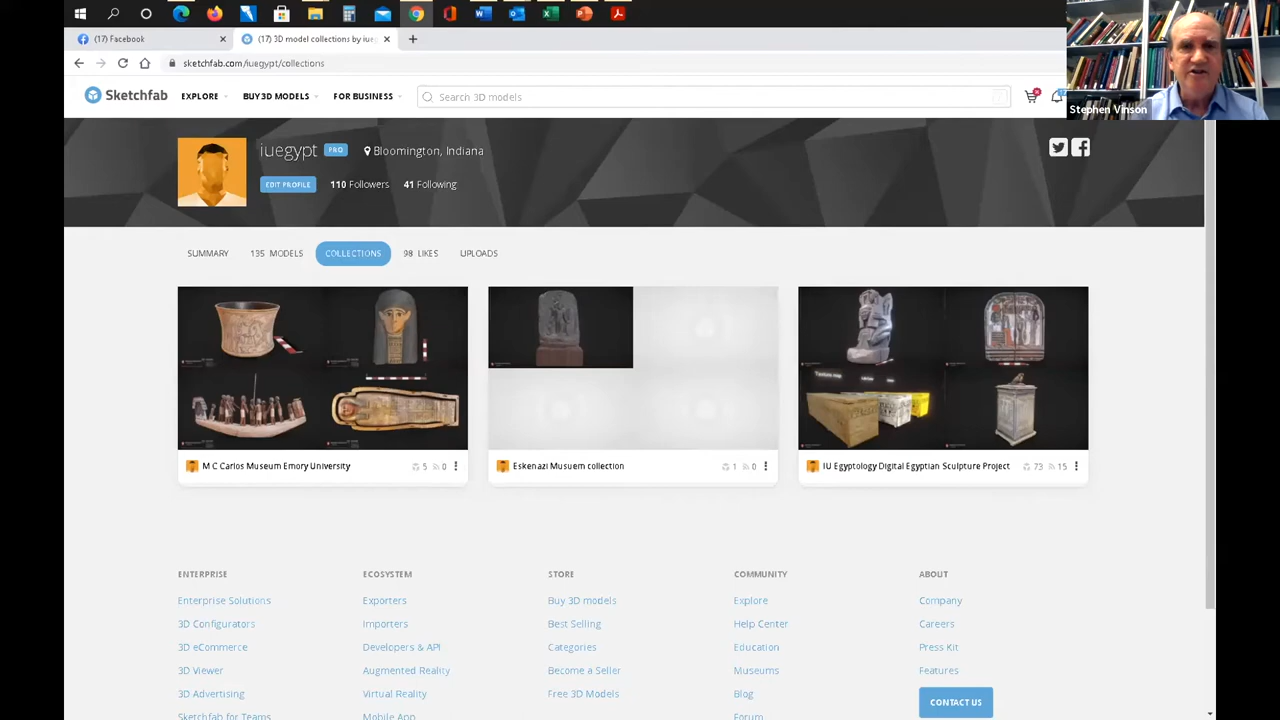 (17) Facebook
(17) 3D model collections by iueg
sketchfab.com/iuegypt/collections
Sketchfab EXPLORE BUY 3D MODELS FOR BUSINESS Search 3D models
Stephen Vinson
iuegypt PRO Bloomington, Indiana
EDIT PROFILE 110 Followers 41 Following
SUMMARY 135 MODELS COLLECTIONS 98 LIKES UPLOADS
M C Carlos Museum Emory University 5 0
Eskenazi Musuem collection 1 0
IU Egyptology Digital Egyptian Sculpture Project 73 15
ENTERPRISE
Enterprise Solutions
3D Configurators
3D eCommerce
3D Viewer
3D Advertising
Sketchfab for Teams
ECOSYSTEM
Exporters
Importers
Developers & API
Augmented Reality
Virtual Reality
Mobile App
STORE
Buy 3D models
Best Selling
Categories
Become a Seller
Free 3D Models
COMMUNITY
Explore
Help Center
Education
Museums
Blog
Forum
ABOUT
Company
Careers
Press Kit
Features
CONTACT US